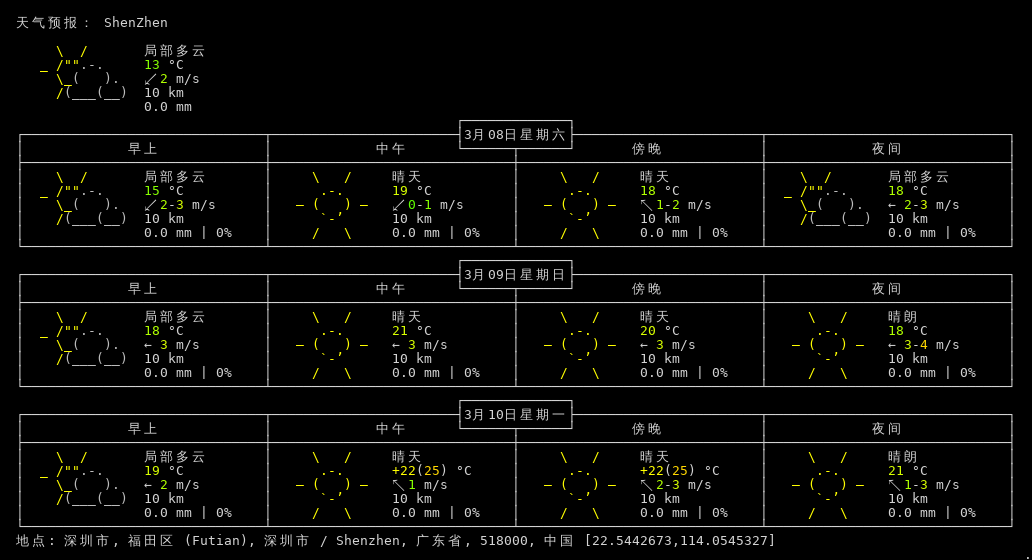 天气预报： ShenZhen
局部多云
13 °C
↙ 2 m/s
10 km
0.0 mm
3月08日星期六
早上 中午 傍晚 夜间
局部多云 晴天 晴天 局部多云
15 °C 19 °C 18 °C 18 °C
↙ 2-3 m/s ↙ 0-1 m/s ↖ 1-2 m/s ← 2-3 m/s
10 km 10 km 10 km 10 km
0.0 mm | 0% 0.0 mm | 0% 0.0 mm | 0% 0.0 mm | 0%
3月09日星期日
早上 中午 傍晚 夜间
局部多云 晴天 晴天 晴朗
18 °C 21 °C 20 °C 18 °C
← 3 m/s ← 3 m/s ← 3 m/s ← 3-4 m/s
10 km 10 km 10 km 10 km
0.0 mm | 0% 0.0 mm | 0% 0.0 mm | 0% 0.0 mm | 0%
3月10日星期一
早上 中午 傍晚 夜间
局部多云 晴天 晴天 晴朗
19 °C +22(25) °C +22(25) °C 21 °C
← 2 m/s ↖ 1 m/s ↖ 2-3 m/s ↖ 1-3 m/s
10 km 10 km 10 km 10 km
0.0 mm | 0% 0.0 mm | 0% 0.0 mm | 0% 0.0 mm | 0%
地点: 深圳市, 福田区 (Futian), 深圳市 / Shenzhen, 广东省, 518000, 中国 [22.5442673,114.0545327]